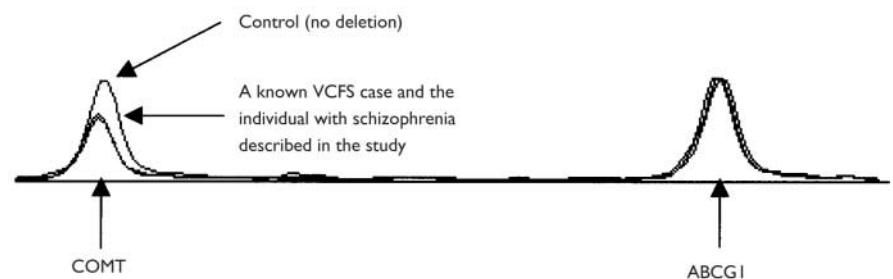 Control (no deletion)
A known VCFS case and the
individual with schizophrenia
described in the study
COMT
ABCG1